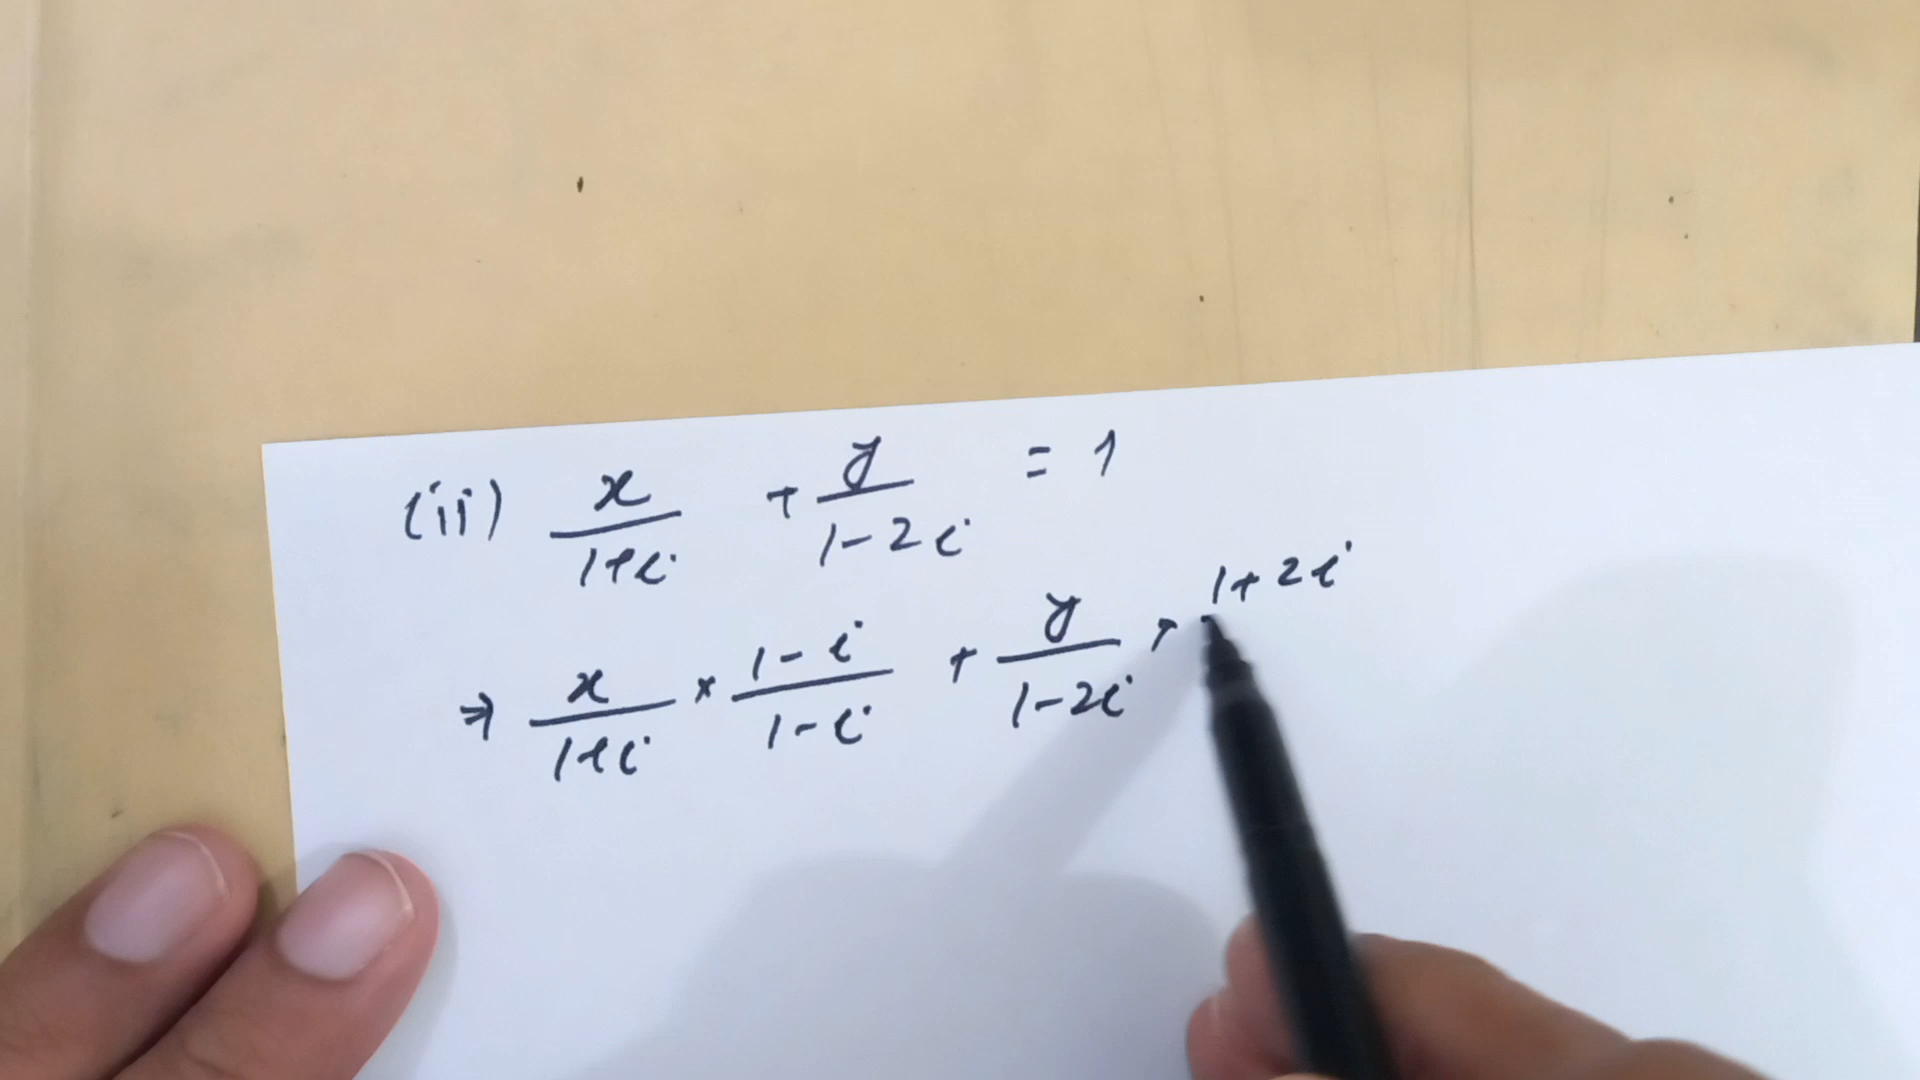 (ii) x/1+i + y/1-2i = 1
⇒ x/1+i × 1-i/1-i + y/1-2i × 1+2i